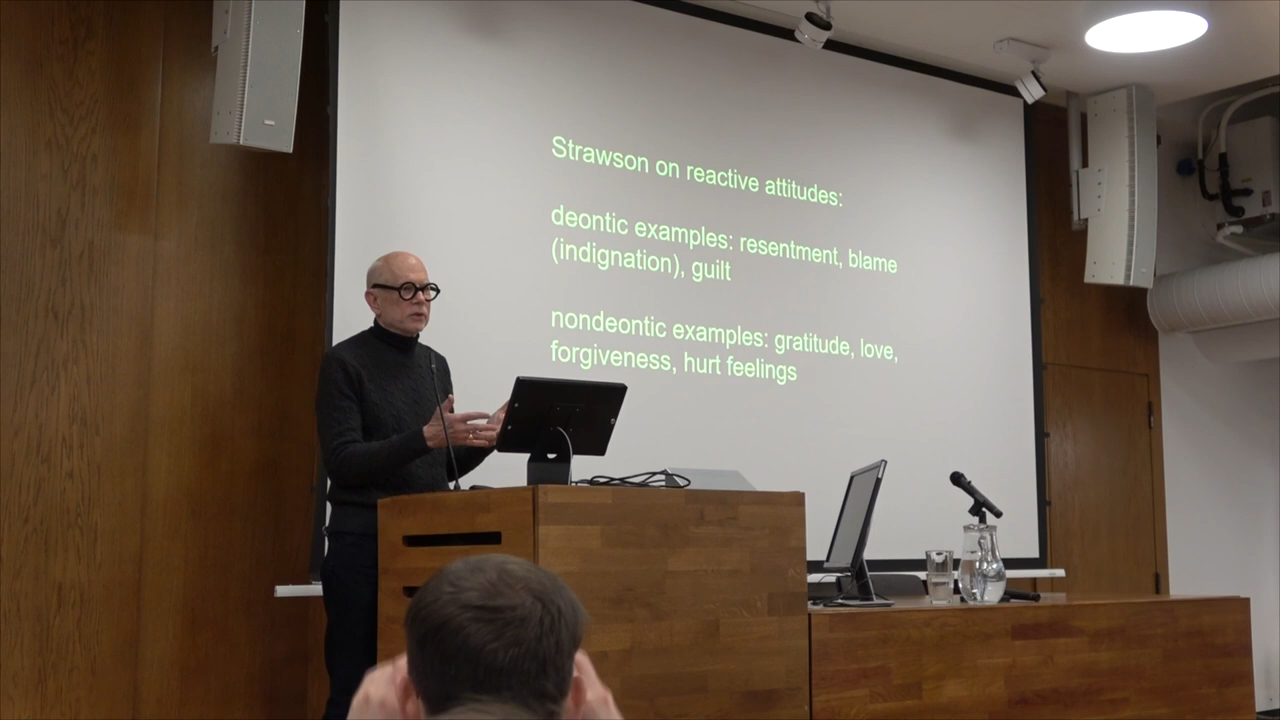 Strawson on reactive attitudes:
deontic examples: resentment, blame
(indignation), guilt
nondeontic examples: gratitude, love,
forgiveness, hurt feelings